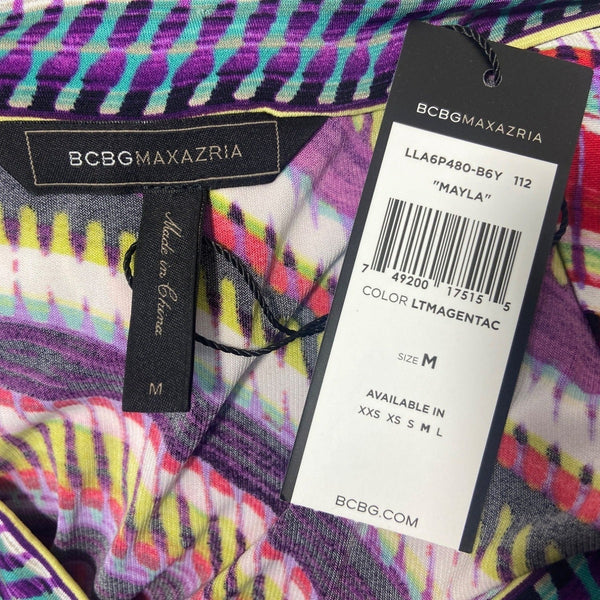 BCBGMAXAZRIA
Made in China
M
BCBGMAXAZRIA
LLA6P480-B6Y 112
"MAYLA"
7 49200 17515 5
COLOR LTMAGENTAC
SIZE M
AVAILABLE IN
XXS XS S M L
BCBG.COM